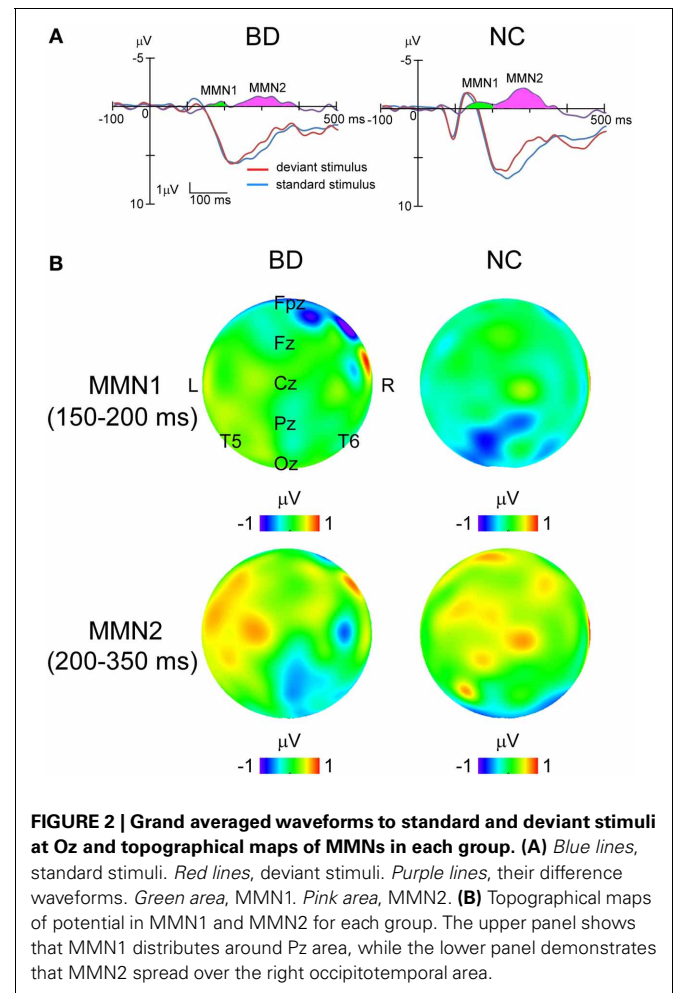 A
BD
NC
μV
μV
-5
-5
MMN1
MMN2
MMN1
MMN2
-100
0
500 ms
-100
0
500 ms
deviant stimulus
standard stimulus
1μV
100 ms
10
10
B
BD
NC
Fpz
Fz
MMN1
(150-200 ms)
L
Cz
R
Pz
T5
T6
Oz
μV
μV
-1
1
-1
1
MMN2
(200-350 ms)
μV
μV
-1
1
-1
1
FIGURE 2 | Grand averaged waveforms to standard and deviant stimuli
at Oz and topographical maps of MMNs in each group. (A) Blue lines,
standard stimuli. Red lines, deviant stimuli. Purple lines, their difference
waveforms. Green area, MMN1. Pink area, MMN2. (B) Topographical maps
of potential in MMN1 and MMN2 for each group. The upper panel shows
that MMN1 distributes around Pz area, while the lower panel demonstrates
that MMN2 spread over the right occipitotemporal area.